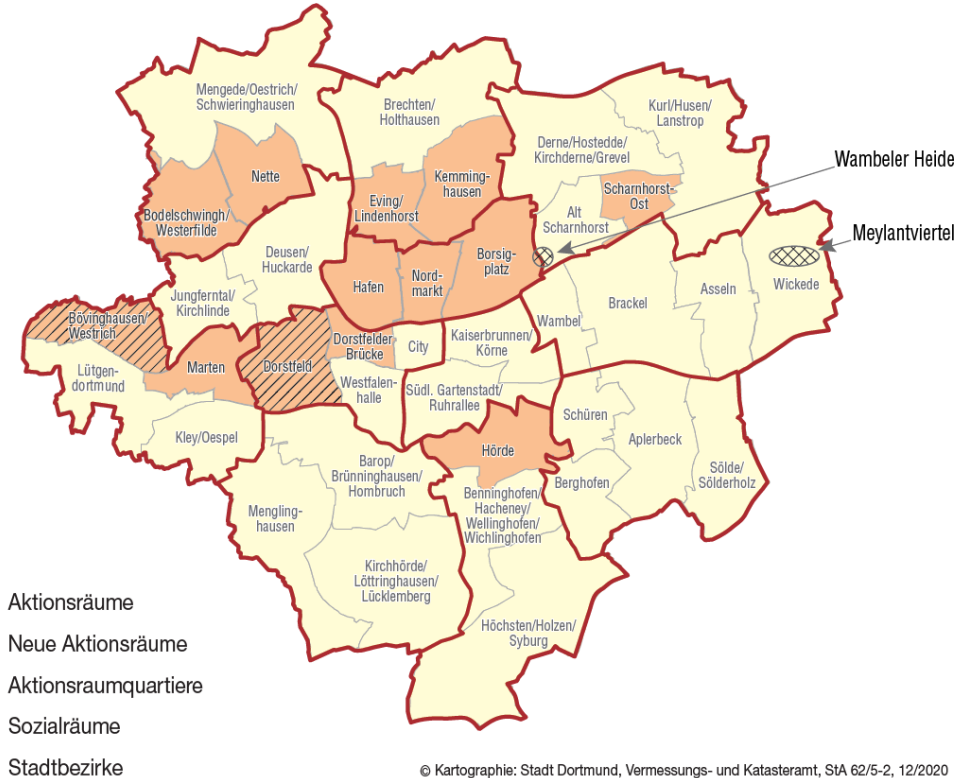 Mengede/Oestrich/
Schwieringhausen
Brechten/
Holthausen
Kurl/Husen/
Lanstrop
Derne/Hostedde/
Kirchderne/Grevel
Wambeler Heide
Nette
Kemming-
hausen
Scharnhorst-
Ost
Eving/
Lindenhorst
Bodelschwingh/
Westerfilde
Alt
Scharnhorst
Meylantviertel
Deusen/
Huckarde
Borsig-
platz
Nord-
markt
Hafen
Wickede
Asseln
Brackel
Jungferntal/
Kirchlinde
Bövinghausen/
Westrich
Wambel
Kaiserbrunnen/
Körne
Dorstfelder
Brücke
City
Marten
Dorstfeld
Lütgen-
dortmund
Westfalen-
halle
Südl. Gartenstadt/
Ruhrallee
Schüren
Kley/Oespel
Aplerbeck
Hörde
Barop/
Brünninghausen/
Hombruch
Sölde/
Sölderholz
Berghofen
Benninghofen/
Hacheney/
Wellinghofen/
Wichlinghofen
Mengling-
hausen
Kirchhörde/
Löttringhausen/
Lücklemberg
Höchsten/Holzen/
Syburg
Aktionsräume
Neue Aktionsräume
Aktionsraumquartiere
Sozialräume
Stadtbezirke
© Kartographie: Stadt Dortmund, Vermessungs- und Katasteramt, StA 62/5-2, 12/2020